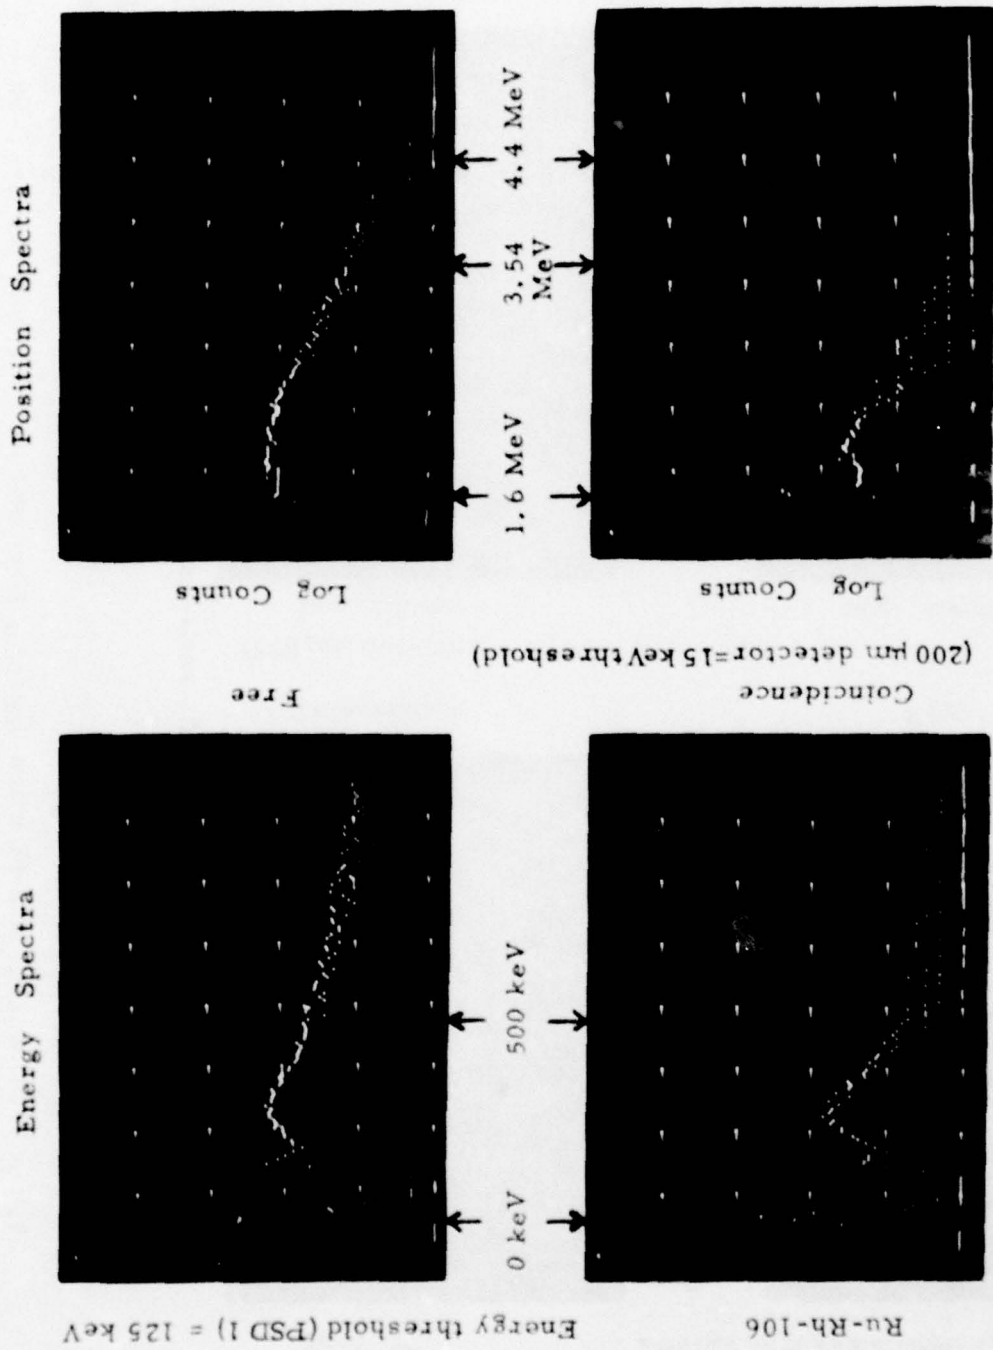 Energy Spectra
Position Spectra
Energy threshold (PSD 1) = 125 keV
Free
Log Counts
0 keV
500 keV
1.6 MeV
3.54 MeV
4.4 MeV
Ru-Rh-106
Coincidence
(200 μm detector=15 keV threshold)
Log Counts